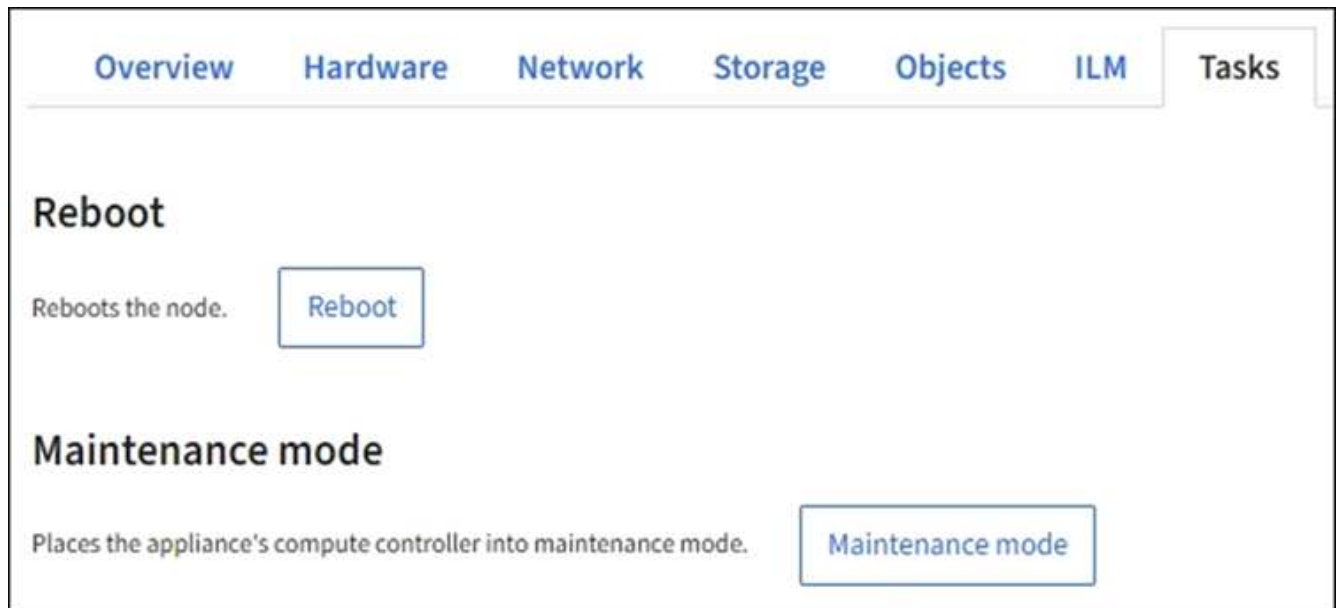 Overview Hardware Network Storage Objects ILM Tasks
Reboot
Reboots the node. Reboot
Maintenance mode
Places the appliance's compute controller into maintenance mode. Maintenance mode